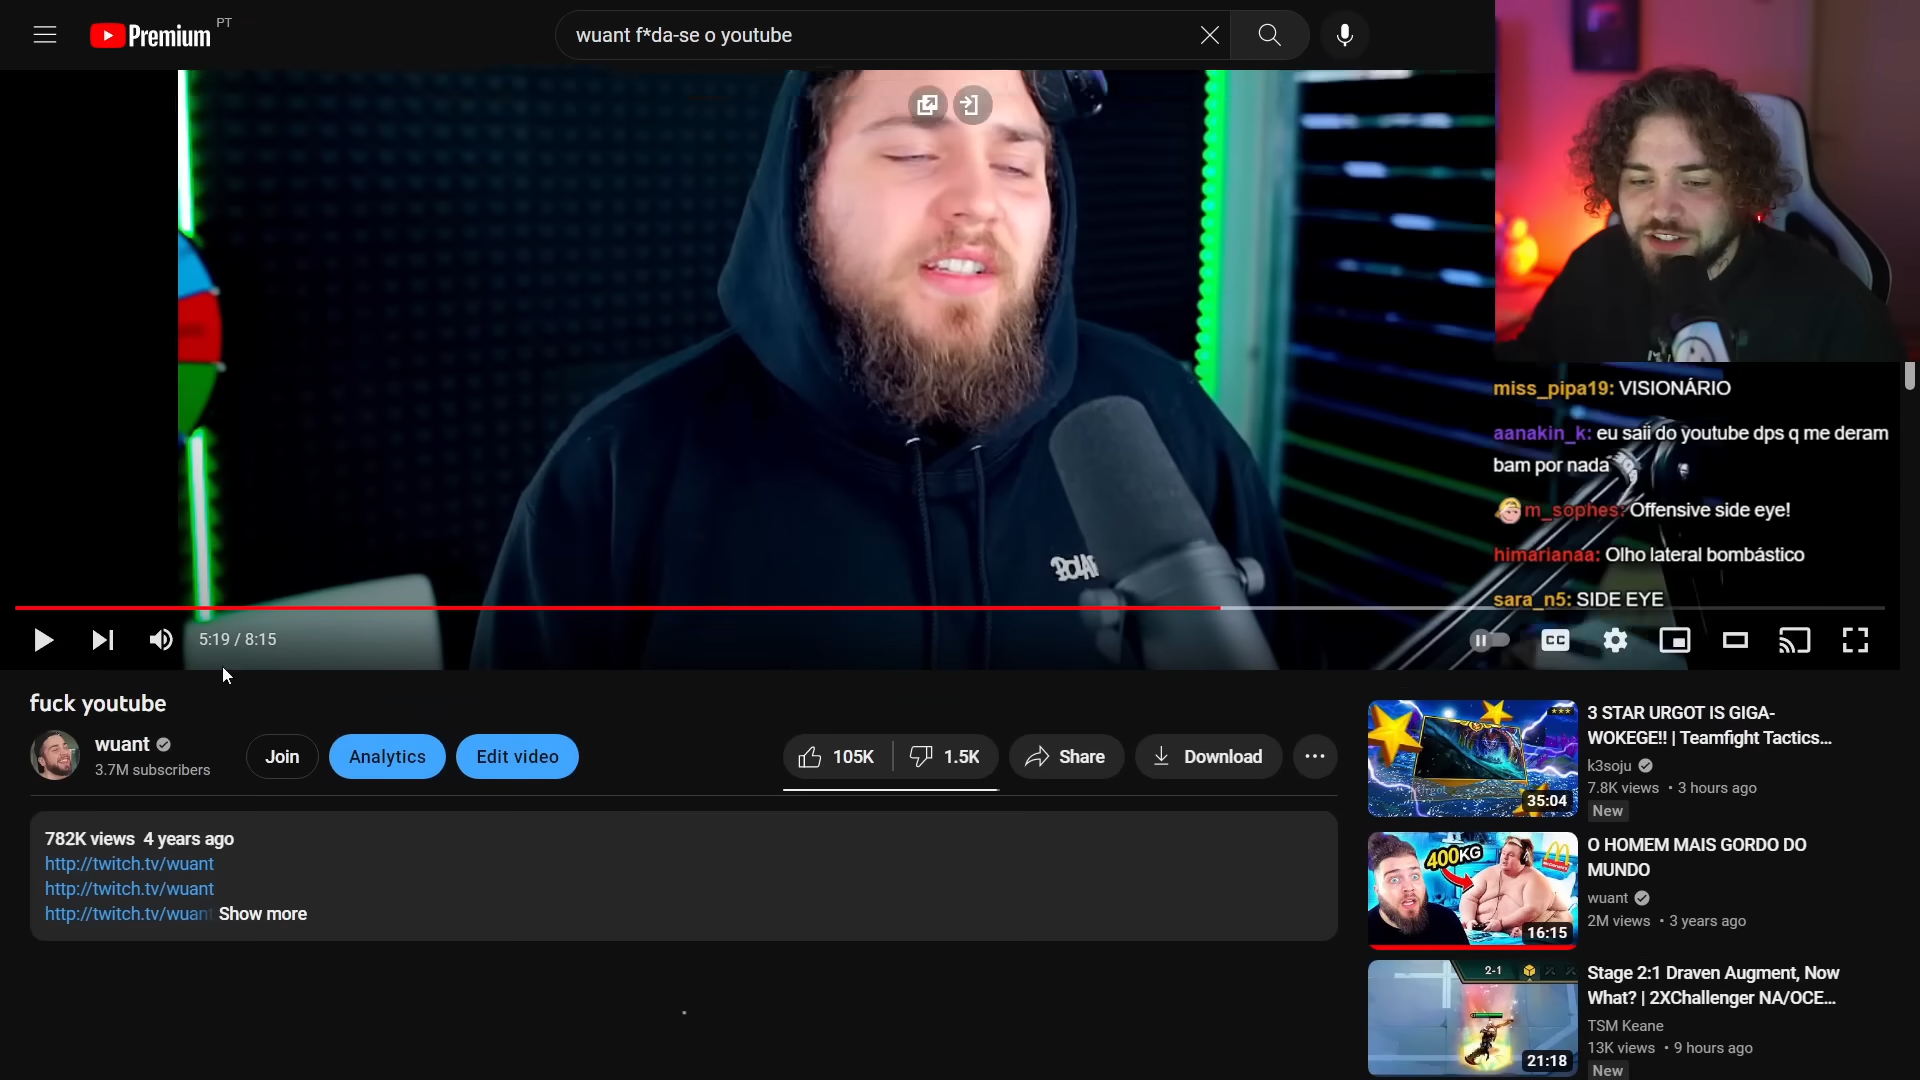 Premium PT
wuant f*da-se o youtube
miss_pipa19: VISIONÁRIO
aanakin_k: eu saii do youtube dps q me deram
bam por nada
m_sophes: Offensive side eye!
himarianaa: Olho lateral bombástico
sara_n5: SIDE EYE
5:19 / 8:15
CC
fuck youtube
wuant
3.7M subscribers
Join
Analytics
Edit video
105K
1.5K
Share
Download
782K views 4 years ago
http://twitch.tv/wuant
http://twitch.tv/wuant
http://twitch.tv/wuant Show more
35:04
3 STAR URGOT IS GIGA-
WOKEGE!! | Teamfight Tactics...
k3soju
7.8K views • 3 hours ago
New
400KG
16:15
O HOMEM MAIS GORDO DO
MUNDO
wuant
2M views • 3 years ago
2-1
21:18
Stage 2:1 Draven Augment, Now
What? | 2XChallenger NA/OCE...
TSM Keane
13K views • 9 hours ago
New